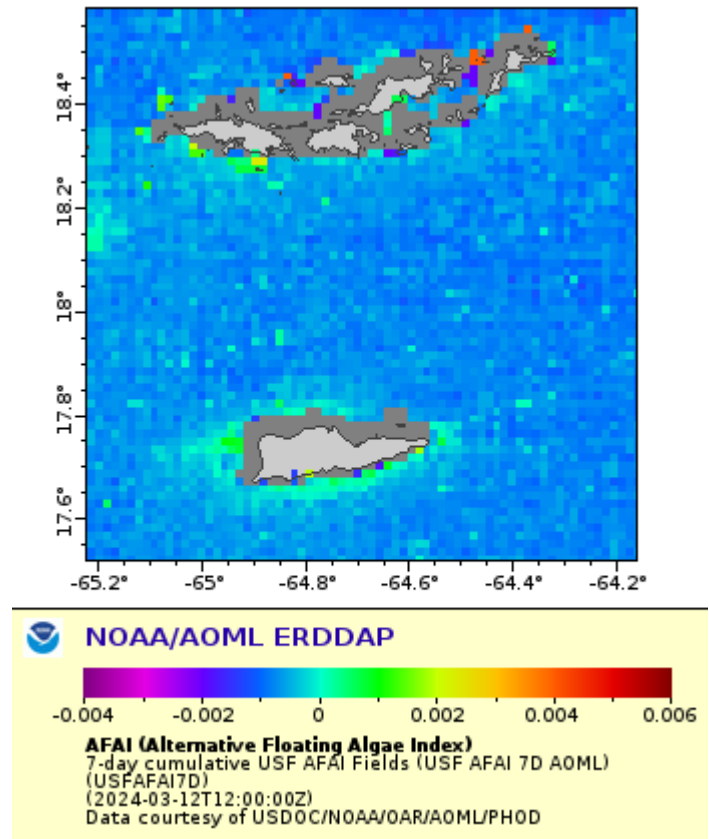 18.4°
18.2°
18°
17.8°
17.6°
-65.2° -65° -64.8° -64.6° -64.4° -64.2°
NOAA/AOML ERDDAP
-0.004 -0.002 0 0.002 0.004 0.006
AFAI (Alternative Floating Algae Index)
7-day cumulative USF AFAI Fields (USF AFAI 7D AOML)
(USFAFAI7D)
(2024-03-12T12:00:00Z)
Data courtesy of USDOC/NOAA/OAR/AOML/PHOD